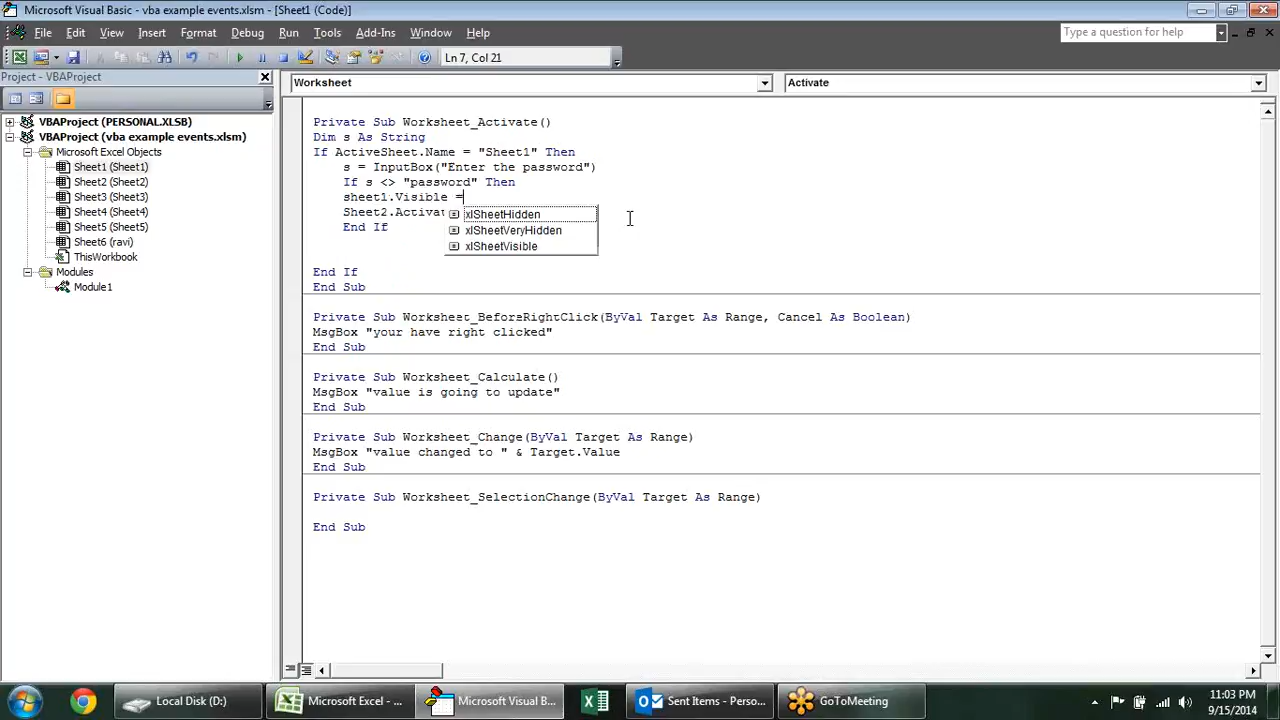 Microsoft Visual Basic - vba example events.xlsm - [Sheet1 (Code)]
File Edit View Insert Format Debug Run Tools Add-Ins Window Help
Type a question for help
Ln 7, Col 21
Project - VBAProject
Worksheet
Activate
VBAProject (PERSONAL.XLSB)
VBAProject (vba example events.xlsm)
Microsoft Excel Objects
Sheet1 (Sheet1)
Sheet2 (Sheet2)
Sheet3 (Sheet3)
Sheet4 (Sheet4)
Sheet5 (Sheet5)
Sheet6 (ravi)
ThisWorkbook
Modules
Module1
Private Sub Worksheet_Activate()
Dim s As String
If ActiveSheet.Name = "Sheet1" Then
s = InputBox("Enter the password")
If s <> "password" Then
sheet1.Visible =
Sheet2.Activat
xlSheetHidden
xlSheetVeryHidden
xlSheetVisible
End If
End If
End Sub
Private Sub Worksheet_BeforeRightClick(ByVal Target As Range, Cancel As Boolean)
MsgBox "your have right clicked"
End Sub
Private Sub Worksheet_Calculate()
MsgBox "value is going to update"
End Sub
Private Sub Worksheet_Change(ByVal Target As Range)
MsgBox "value changed to " & Target.Value
End Sub
Private Sub Worksheet_SelectionChange(ByVal Target As Range)
End Sub
Local Disk (D:)
Microsoft Excel - ...
Microsoft Visual B...
Sent Items - Perso...
GoToMeeting
11:03 PM
9/15/2014